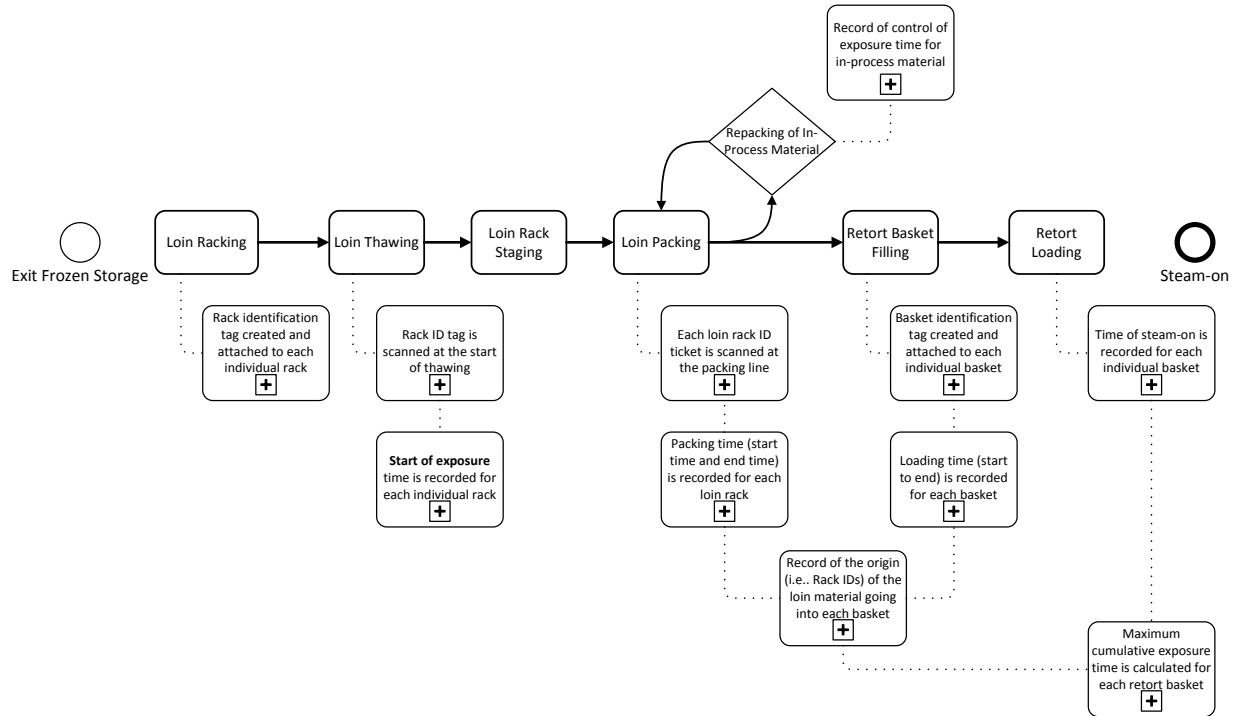 Record of control of
exposure time for
in-process material
Repacking of In-
Process Material
Exit Frozen Storage
Loin Racking
Loin Thawing
Loin Rack
Staging
Loin Packing
Retort Basket
Filling
Retort
Loading
Steam-on
Rack identification
tag created and
attached to each
individual rack
Rack ID tag is
scanned at the start
of thawing
Each loin rack ID
ticket is scanned at
the packing line
Basket identification
tag created and
attached to each
individual basket
Time of steam-on is
recorded for each
individual basket
Start of exposure
time is recorded for
each individual rack
Packing time (start
time and end time)
is recorded for each
loin rack
Loading time (start
to end) is recorded
for each basket
Record of the origin
(i.e.. Rack IDs) of the
loin material going
into each basket
Maximum
cumulative exposure
time is calculated for
each retort basket